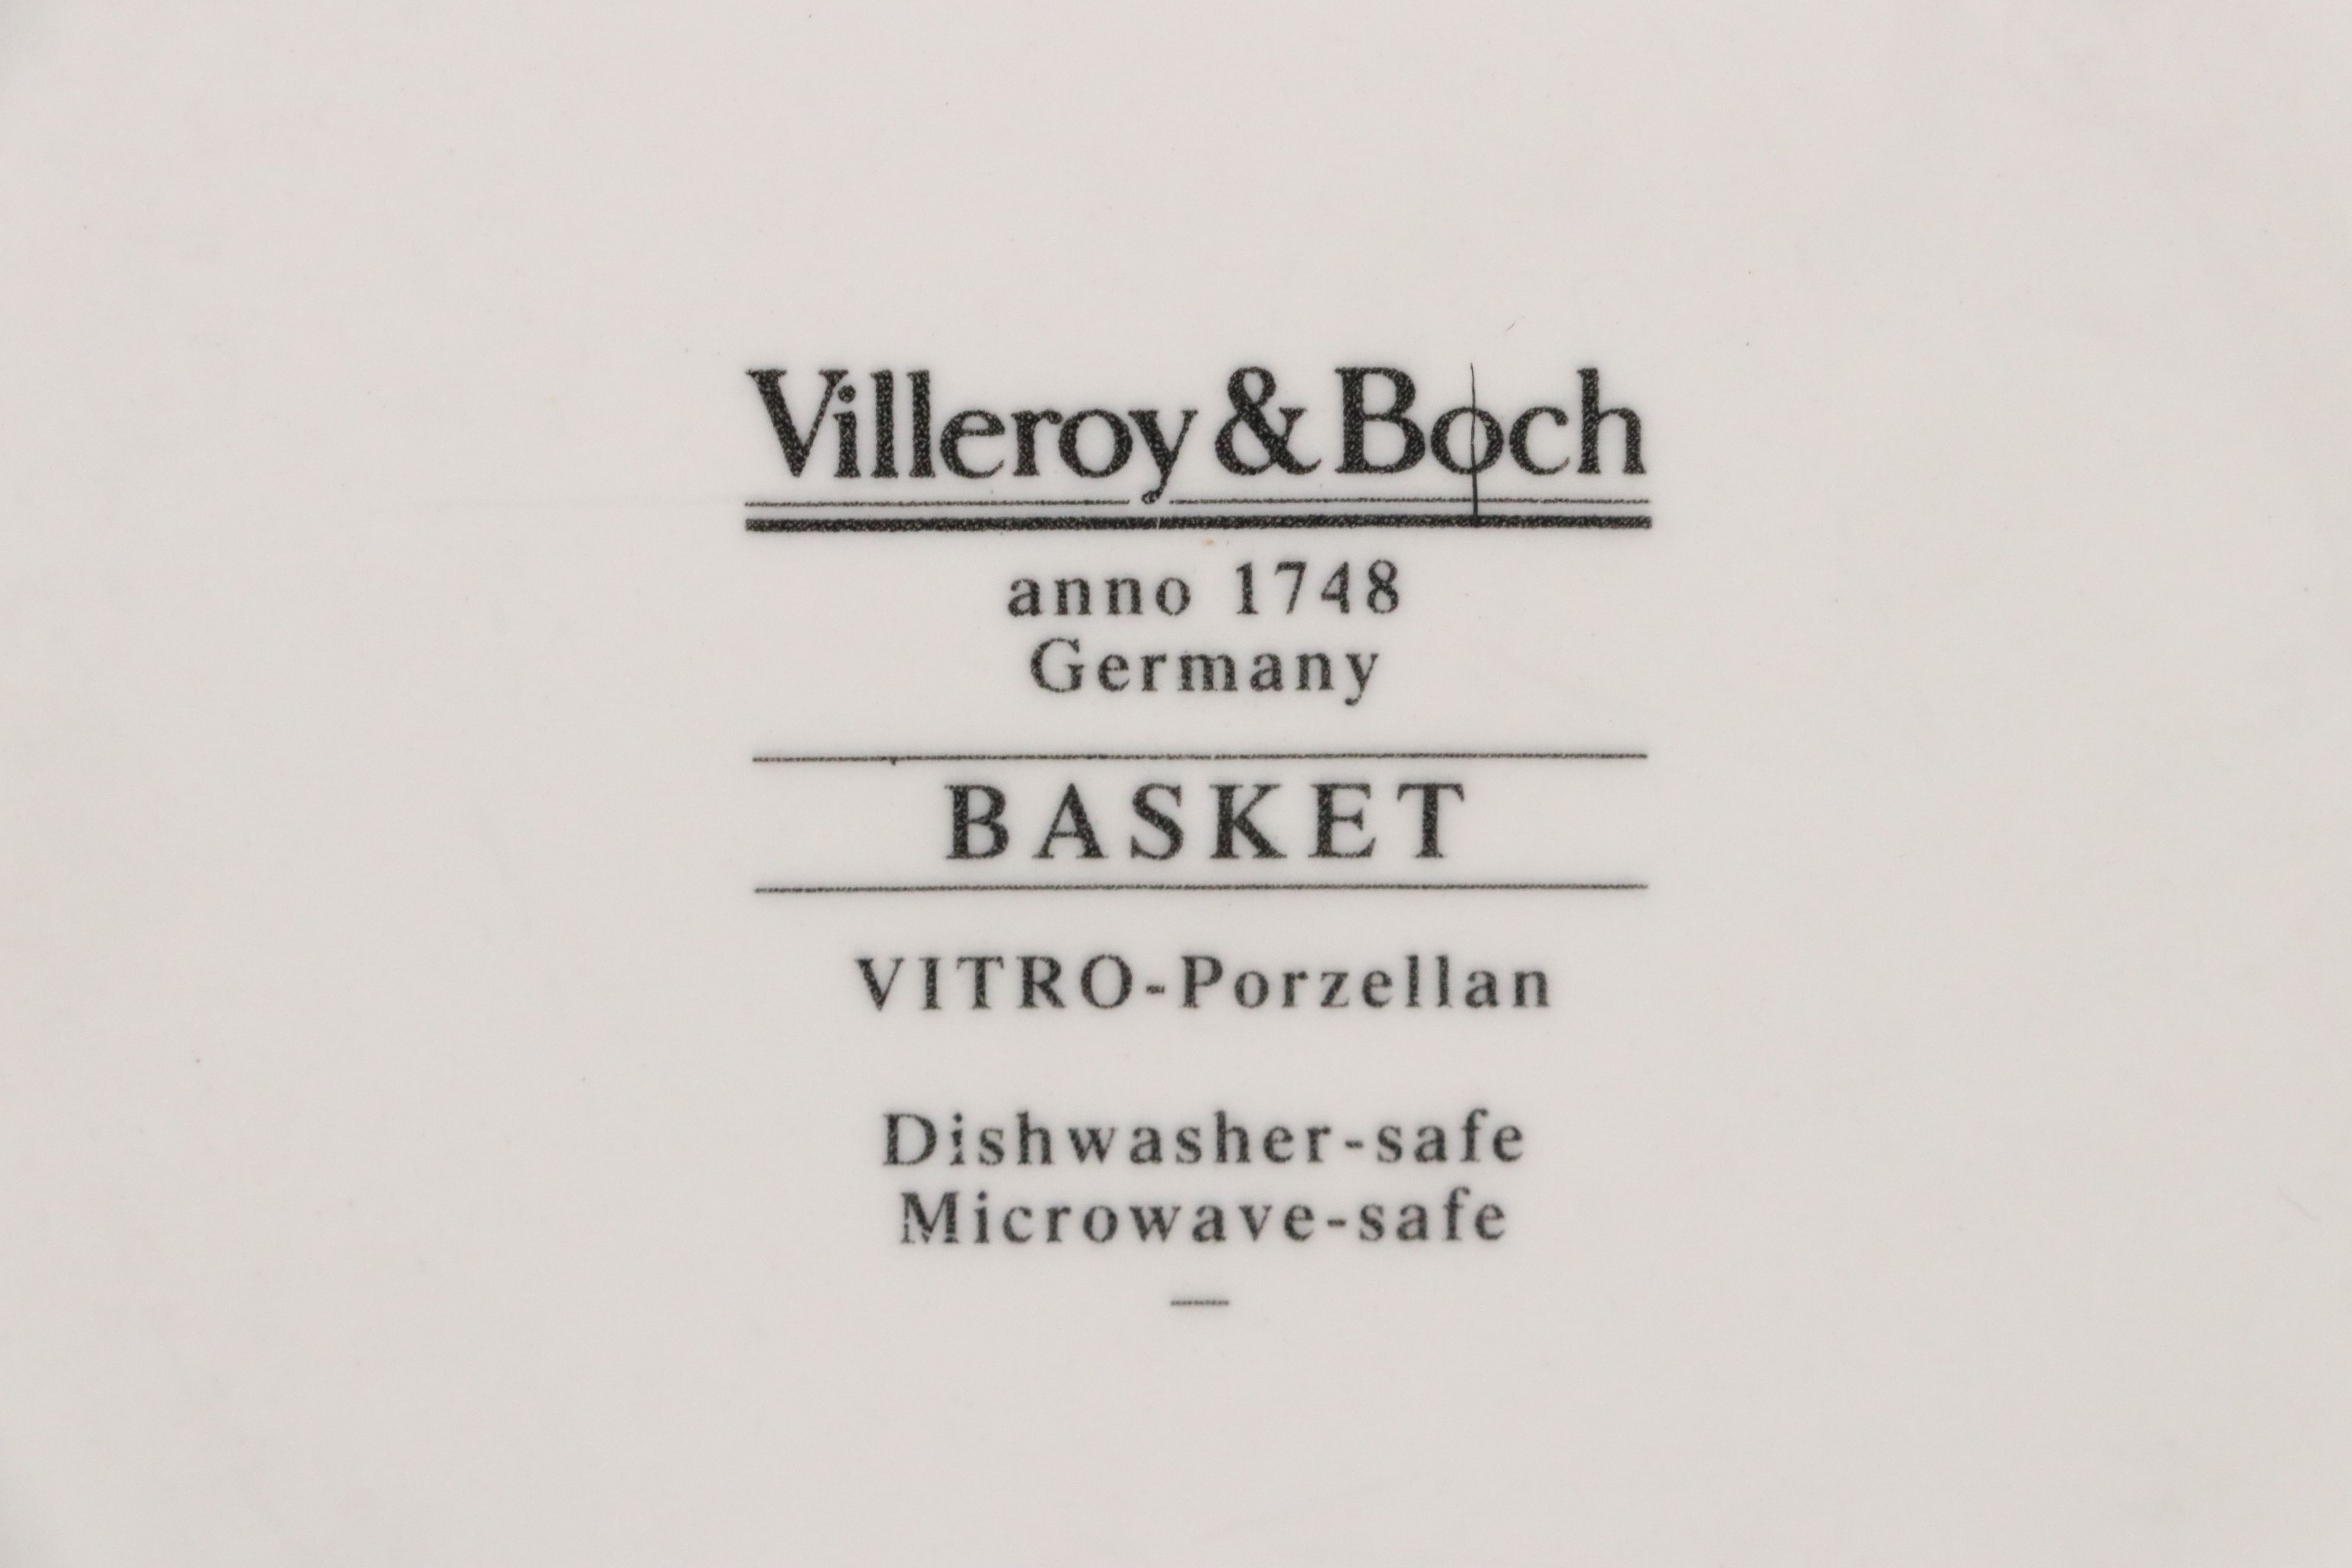 Villeroy & Boch
anno 1748
Germany
BASKET
VITRO-Porzellan
Dishwasher-safe
Microwave-safe